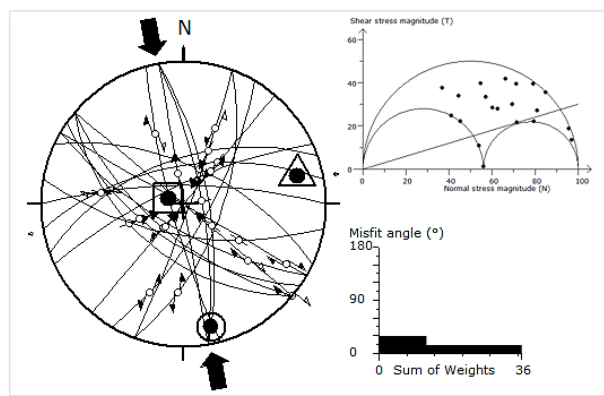 N
Shear stress magnitude (T)
60
40
20
0
0 20 40 60 80 100
Normal stress magnitude (N)
Misfit angle (°)
180
90
0
0 Sum of Weights 36